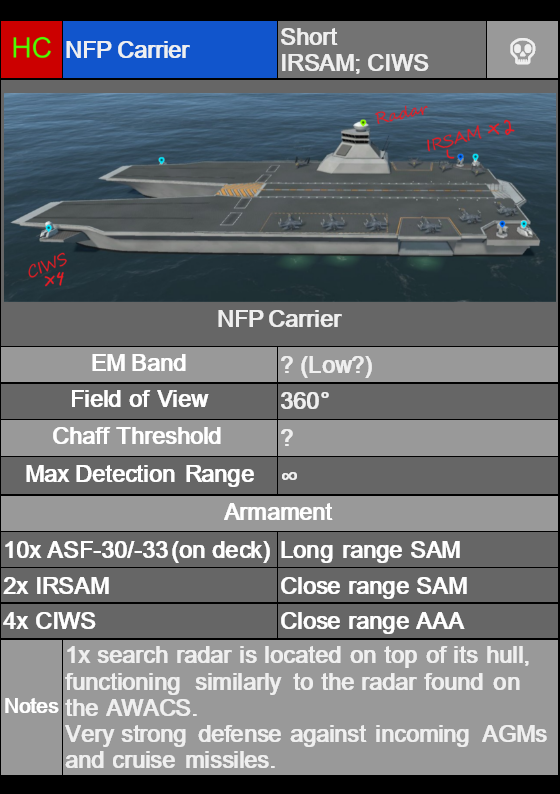 HC
NFP Carrier
Short
IRSAM; CIWS
Radar
IRSAM x2
CIWS
x4
NFP Carrier
EM Band
? (Low?)
Field of View
360°
Chaff Threshold
?
Max Detection Range
∞
Armament
10x ASF-30/-33 (on deck)
Long range SAM
2x IRSAM
Close range SAM
4x CIWS
Close range AAA
Notes
1x search radar is located on top of its hull,
functioning similarly to the radar found on
the AWACS.
Very strong defense against incoming AGMs
and cruise missiles.